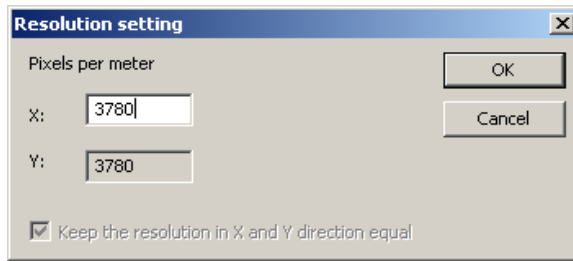 Resolution setting
Pixels per meter
OK
X: 3780
Cancel
Y: 3780
Keep the resolution in X and Y direction equal